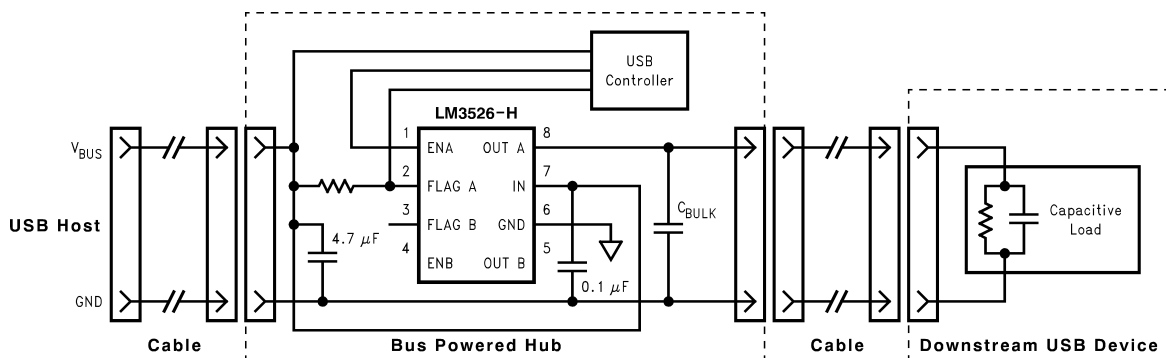 USB
Controller
LM3526-H
V_BUS
1
ENA
OUT A
8
2
FLAG A
IN
7
3
FLAG B
GND
6
4
ENB
OUT B
5
USB Host
4.7 µF
C_BULK
0.1 µF
Capacitive
Load
GND
Cable
Bus Powered Hub
Cable
Downstream USB Device